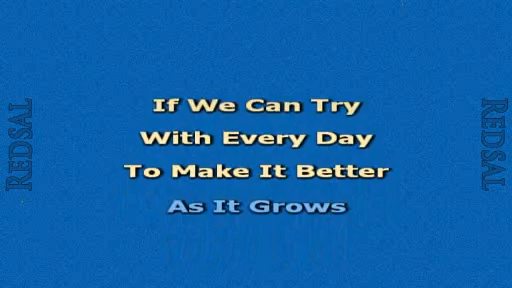 If We Can Try
With Every Day
To Make It Better
As It Grows
REDSAL
REDSAL